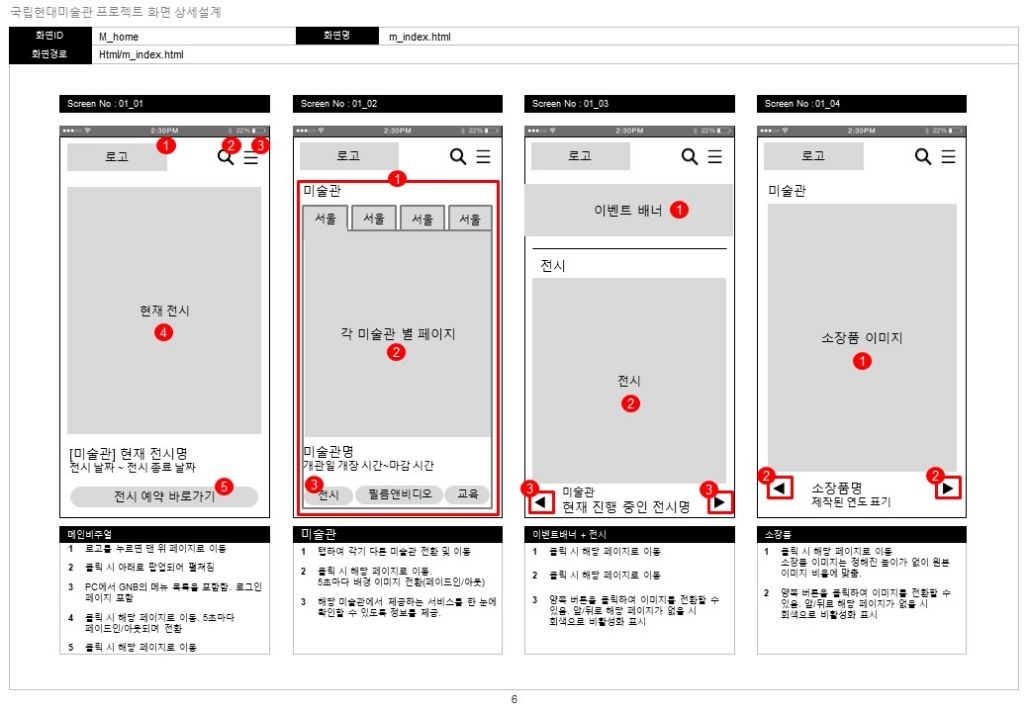 국립현대미술관 프로젝트 화면 상세설계
화면ID M_home 화면명 m_index.html
화면경로 Html/m_index.html
Screen No : 01_01
2:30PM 22%
로고 1 2 3
현재 전시
4
[미술관] 현재 전시명
전시 날짜 ~ 전시 종료 날짜
전시 예약 바로가기 5
메인비주얼
1 로고를 누르면 맨 위 페이지로 이동
2 클릭 시 아래로 팝업되어 펼쳐짐
3 PC에서 GNB의 메뉴 목록을 포함함. 로그인
페이지 포함
4 클릭 시 해당 페이지로 이동. 5초마다
페이드인/아웃되며 전환
5 클릭 시 해당 페이지로 이동
Screen No : 01_02
2:30PM 22%
로고
1
미술관
서울 서울 서울 서울
각 미술관 별 페이지
2
미술관명
개관일 개장 시간~마감 시간
3
전시 필름앤비디오 교육
미술관
1 탭하여 각기 다른 미술관 전환 및 이동
2 클릭 시 해당 페이지로 이동.
5초마다 배경 이미지 전환(페이드인/아웃)
3 해당 미술관에서 제공하는 서비스를 한 눈에
확인할 수 있도록 정보를 제공.
Screen No : 01_03
2:30PM 22%
로고
이벤트 배너 1
전시
전시
2
3 3
미술관
현재 진행 중인 전시명
이벤트배너 + 전시
1 클릭 시 해당 페이지로 이동
2 클릭 시 해당 페이지로 이동
3 양쪽 버튼을 클릭하여 이미지를 전환할 수
있음. 앞/뒤로 해당 페이지가 없을 시
회색으로 비활성화 표시
Screen No : 01_04
2:30PM 22%
로고
미술관
소장품 이미지
1
2 2
소장품명
제작된 연도 표기
소장품
1 클릭 시 해당 페이지로 이동
소장품 이미지는 정해진 높이가 없이 원본
이미지 비율에 맞춤.
2 양쪽 버튼을 클릭하여 이미지를 전환할 수
있음. 앞/뒤로 해당 페이지가 없을 시
회색으로 비활성화 표시
6